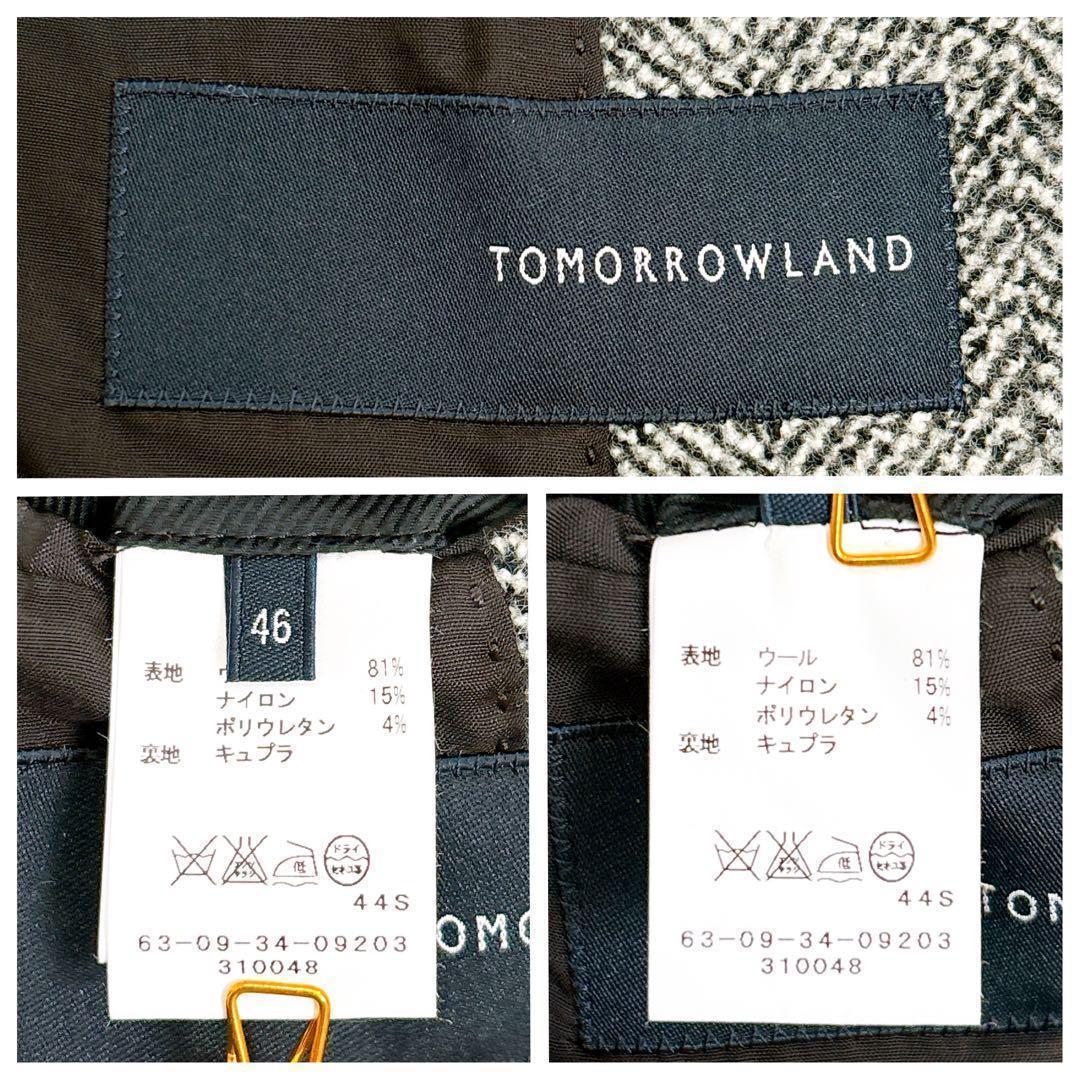 TOMORROWLAND
46
表地 81%
ナイロン 15%
ポリウレタン 4%
裏地 キュプラ
低 ドライ
44S
63-09-34-09203
310048
TOMO
表地 ウール 81%
ナイロン 15%
ポリウレタン 4%
裏地 キュプラ
低 ドライ
44S
63-09-34-09203
310048
TOM